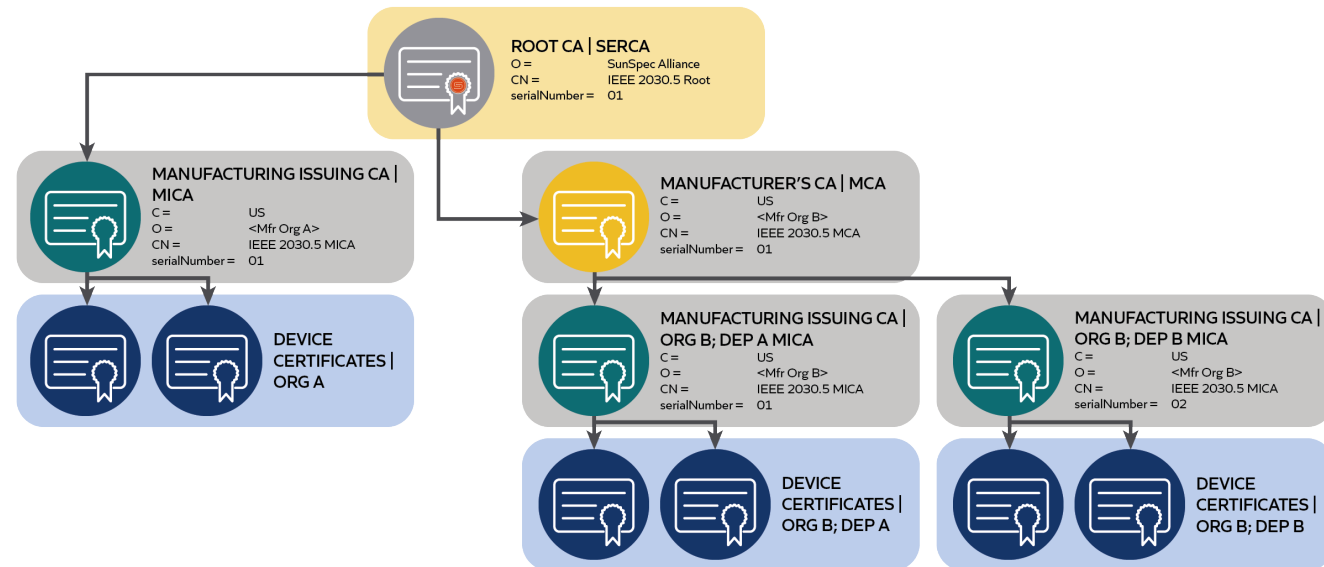 ROOT CA | SERCA
O = SunSpec Alliance
CN = IEEE 2030.5 Root
serialNumber = 01
MANUFACTURING ISSUING CA |
MICA
C = US
O = <Mfr Org A>
CN = IEEE 2030.5 MICA
serialNumber = 01
MANUFACTURER'S CA | MCA
C = US
O = <Mfr Org B>
CN = IEEE 2030.5 MCA
serialNumber = 01
DEVICE
CERTIFICATES |
ORG A
MANUFACTURING ISSUING CA |
ORG B; DEP A MICA
C = US
O = <Mfr Org B>
CN = IEEE 2030.5 MICA
serialNumber = 01
MANUFACTURING ISSUING CA |
ORG B; DEP B MICA
C = US
O = <Mfr Org B>
CN = IEEE 2030.5 MICA
serialNumber = 02
DEVICE
CERTIFICATES |
ORG B; DEP A
DEVICE
CERTIFICATES |
ORG B; DEP B